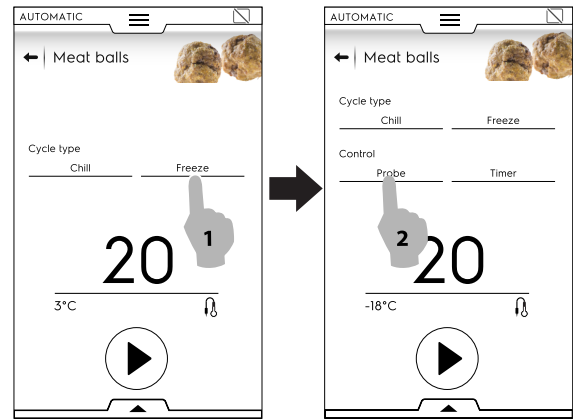 AUTOMATIC
Meat balls
Cycle type
Chill Freeze
1
20
3°C
AUTOMATIC
Meat balls
Cycle type
Chill Freeze
Control
Probe Timer
2
20
-18°C